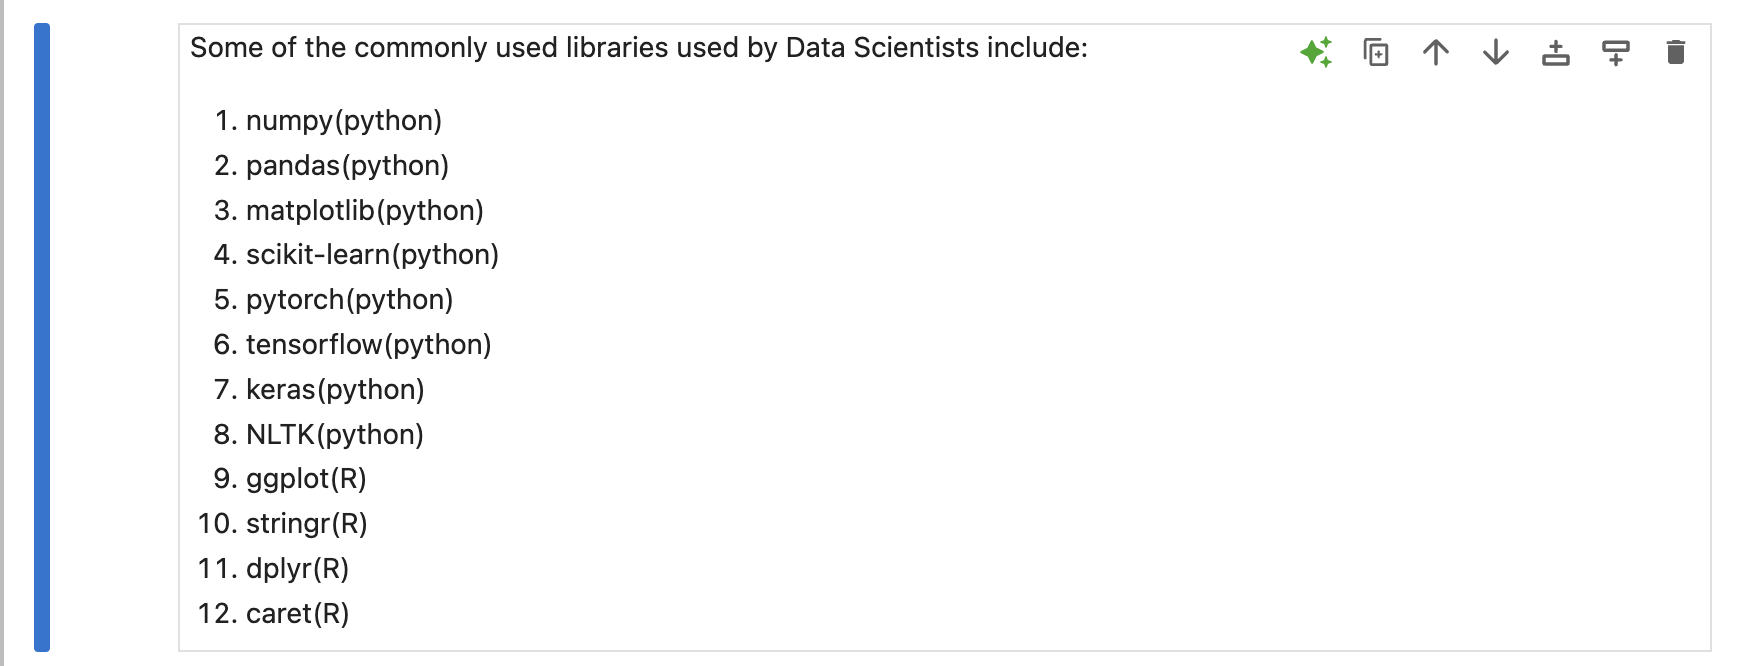 Some of the commonly used libraries used by Data Scientists include:
1. numpy(python)
2. pandas(python)
3. matplotlib(python)
4. scikit-learn(python)
5. pytorch(python)
6. tensorflow(python)
7. keras(python)
8. NLTK(python)
9. ggplot(R)
10. stringr(R)
11. dplyr(R)
12. caret(R)